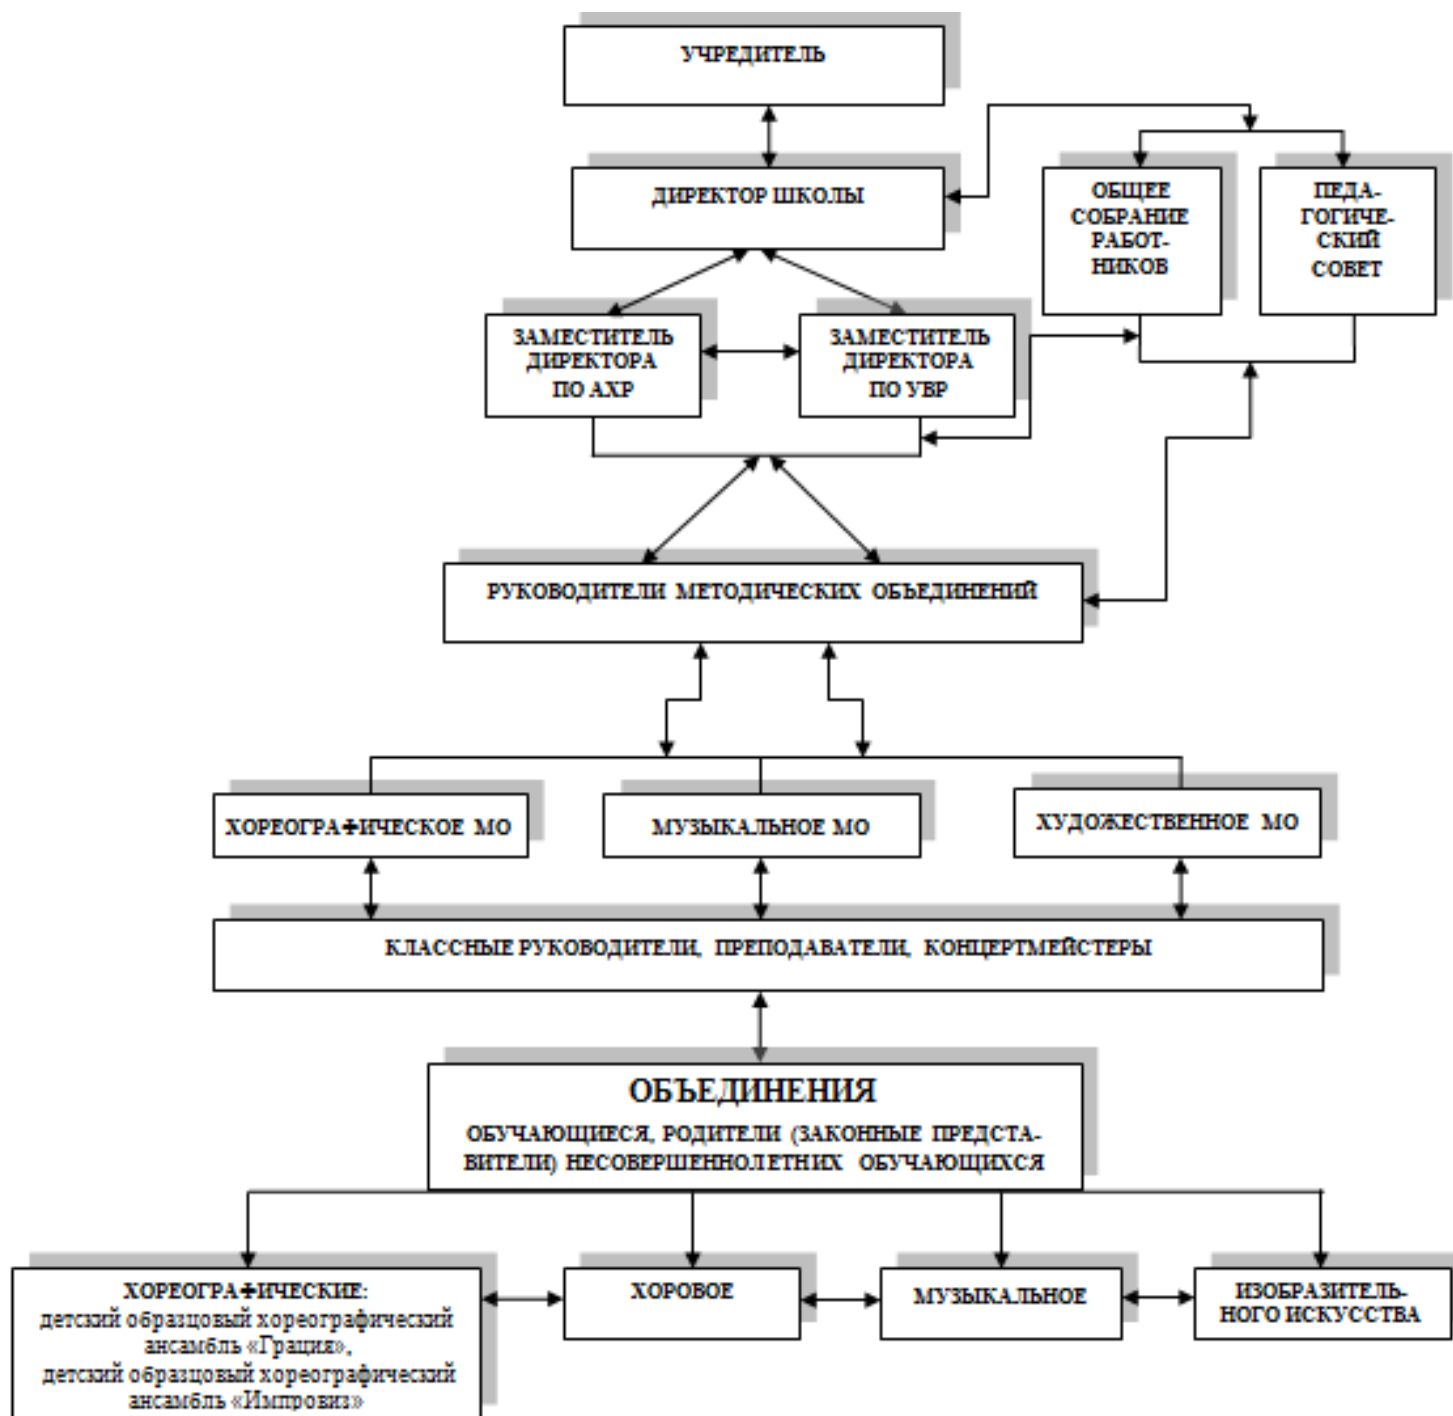 УЧРЕДИТЕЛЬ
ДИРЕКТОР ШКОЛЫ
ОБЩЕЕ
СОБРАНИЕ
РАБОТ-
НИКОВ
ПЕДА-
ГОГИЧЕ-
СКИЙ
СОВЕТ
ЗАМЕСТИТЕЛЬ
ДИРЕКТОРА
ПО АХР
ЗАМЕСТИТЕЛЬ
ДИРЕКТОРА
ПО УВР
РУКОВОДИТЕЛИ МЕТОДИЧЕСКИХ ОБЪЕДИНЕНИЙ
ХОРЕОГРАФИЧЕСКОЕ МО
МУЗЫКАЛЬНОЕ МО
ХУДОЖЕСТВЕННОЕ МО
КЛАССНЫЕ РУКОВОДИТЕЛИ, ПРЕПОДАВАТЕЛИ, КОНЦЕРТМЕЙСТЕРЫ
ОБЪЕДИНЕНИЯ
ОБУЧАЮЩИЕСЯ, РОДИТЕЛИ (ЗАКОННЫЕ ПРЕДСТА-
ВИТЕЛИ) НЕСОВЕРШЕННОЛЕТНИХ ОБУЧАЮЩИХСЯ
ХОРЕОГРАФИЧЕСКИЕ:
детский образцовый хореографический
ансамбль «Грация»,
детский образцовый хореографический
ансамбль «Импровиз»
ХОРОВОЕ
МУЗЫКАЛЬНОЕ
ИЗОБРАЗИТЕЛЬ-
НОГО ИСКУССТВА